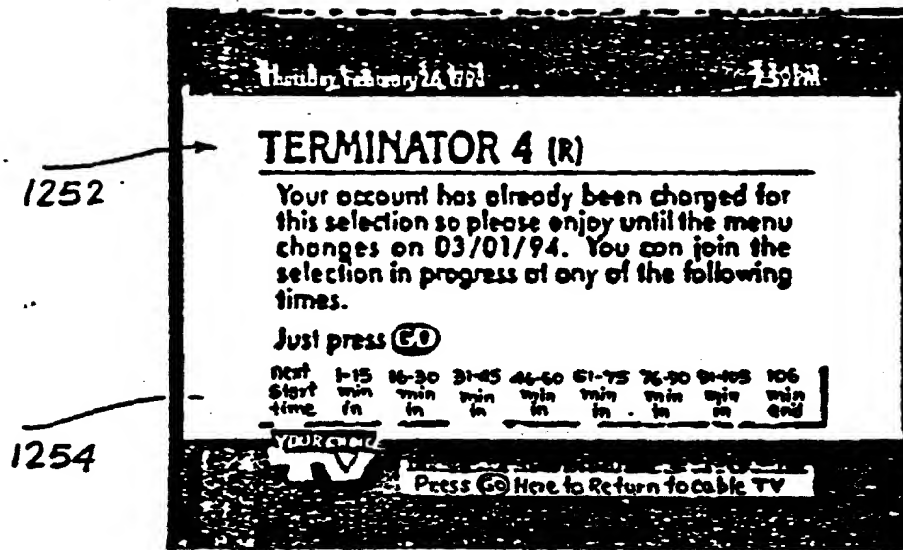 Thursday, February 24, 1994
TERMINATOR 4 (R)
1252
Your account has already been charged for
this selection so please enjoy until the menu
changes on 03/01/94. You can join the
selection in progress at any of the following
times.
Just press GO
next 1-15 16-30 31-45 46-60 61-75 76-90 91-105 106
start min min min min min min min min
time in in in in in in in end
1254
YOUR CHOICE
TV
Press GO Here to Return to cable TV